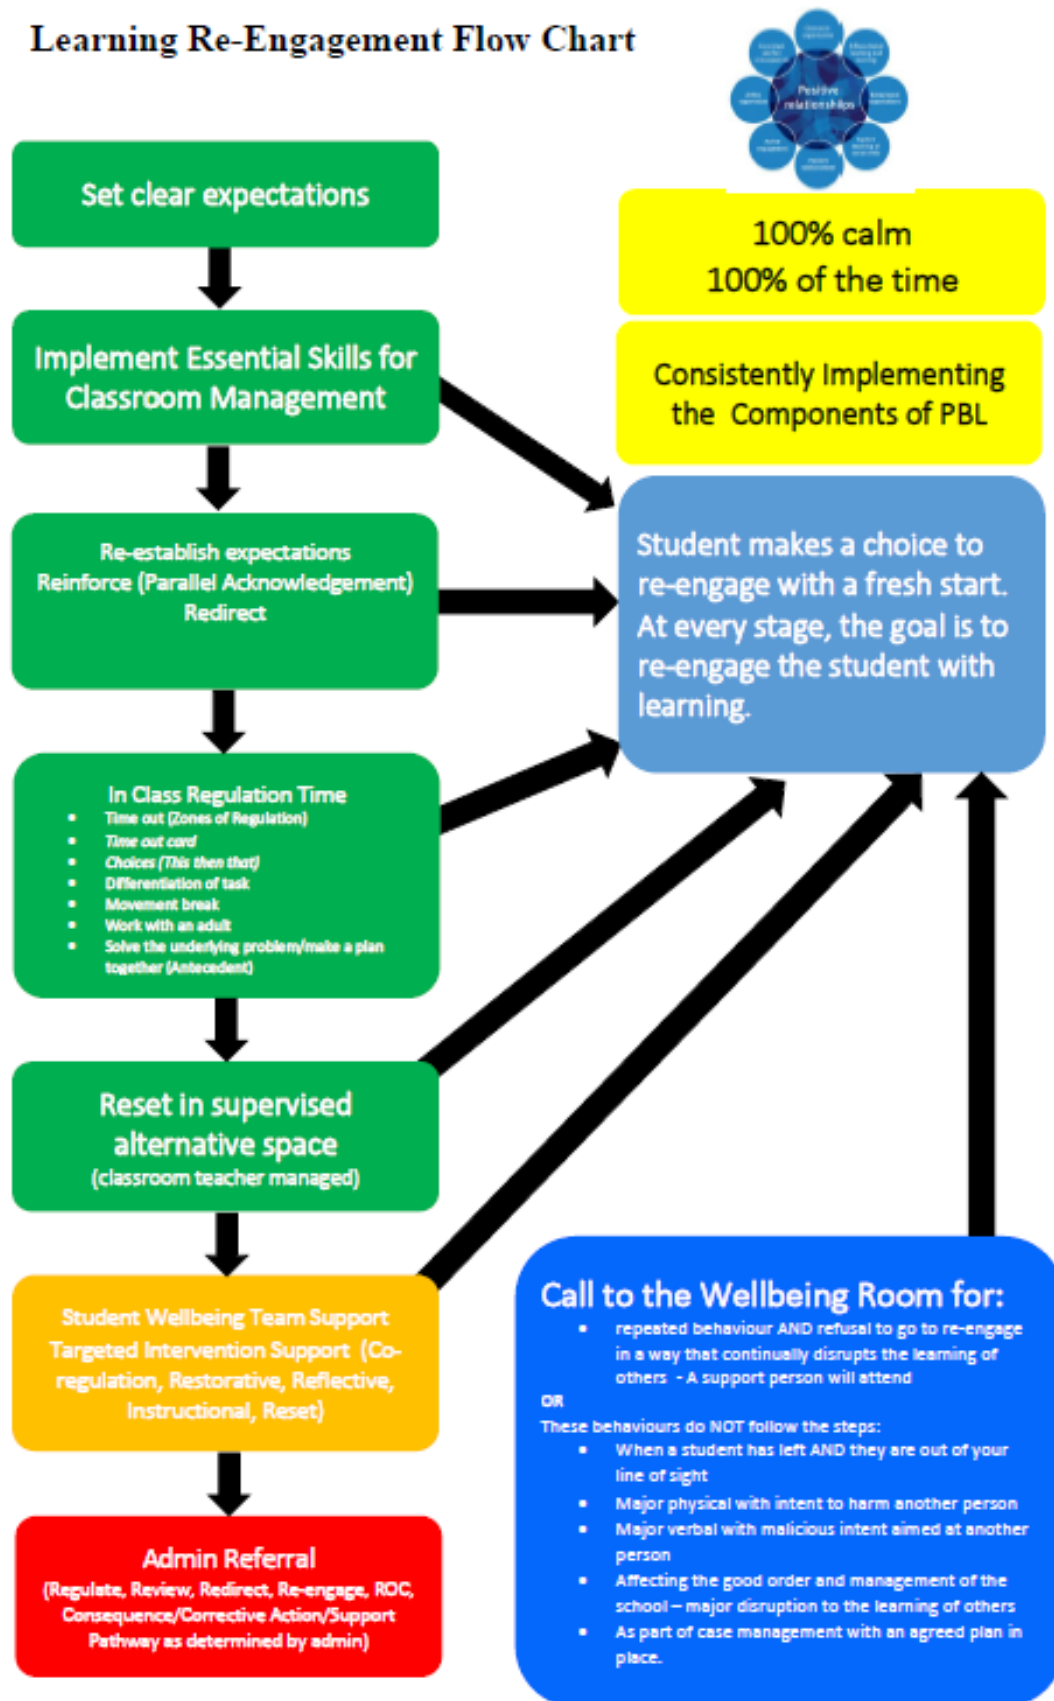 Learning Re-Engagement Flow Chart
Positive
relationships
Set clear expectations
100% calm
100% of the time
Implement Essential Skills for
Classroom Management
Consistently Implementing
the Components of PBL
Re-establish expectations
Reinforce (Parallel Acknowledgement)
Redirect
Student makes a choice to
re-engage with a fresh start.
At every stage, the goal is to
re-engage the student with
learning.
In Class Regulation Time
• Time out (Zones of Regulation)
• Time out card
• Choices (This then that)
• Differentiation of task
• Movement break
• Work with an adult
• Solve the underlying problem/make a plan
together (Antecedent)
Reset in supervised
alternative space
(classroom teacher managed)
Student Wellbeing Team Support
Targeted Intervention Support (Co-
regulation, Restorative, Reflective,
Instructional, Reset)
Admin Referral
(Regulate, Review, Redirect, Re-engage, ROC,
Consequence/Corrective Action/Support
Pathway as determined by admin)
Call to the Wellbeing Room for:
• repeated behaviour AND refusal to go to re-engage
in a way that continually disrupts the learning of
others - A support person will attend
OR
These behaviours do NOT follow the steps:
• When a student has left AND they are out of your
line of sight
• Major physical with intent to harm another person
• Major verbal with malicious intent aimed at another
person
• Affecting the good order and management of the
school – major disruption to the learning of others
• As part of case management with an agreed plan in
place.